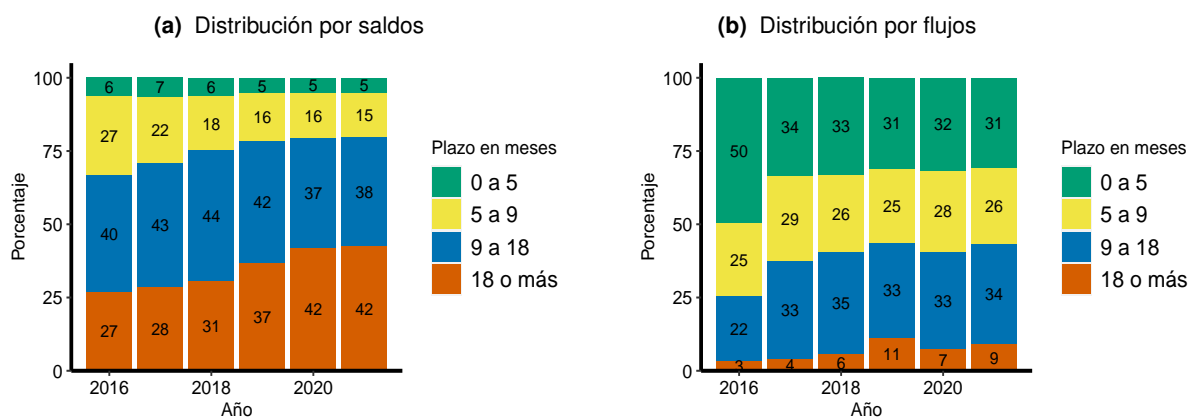 (a) Distribución por saldos
Porcentaje
100
75
50
25
0
6 7 6 5 5 5
27 22 18 16 16 15
40 43 44 42 37 38
27 28 31 37 42 42
2016 2018 2020
Año
Plazo en meses
0 a 5
5 a 9
9 a 18
18 o más
(b) Distribución por flujos
Porcentaje
100
75
50
25
0
50 34 33 31 32 31
25 29 26 25 28 26
22 33 35 33 33 34
3 4 6 11 7 9
2016 2018 2020
Año
Plazo en meses
0 a 5
5 a 9
9 a 18
18 o más